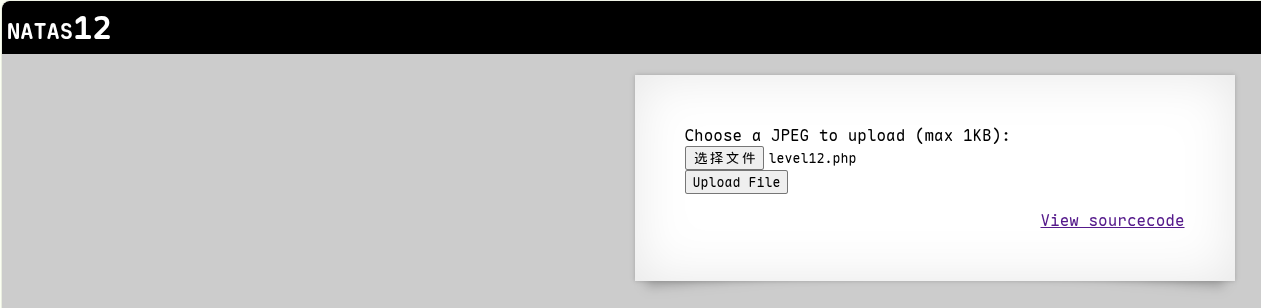 NATAS12
Choose a JPEG to upload (max 1KB):
选择文件 level12.php
Upload File
View sourcecode